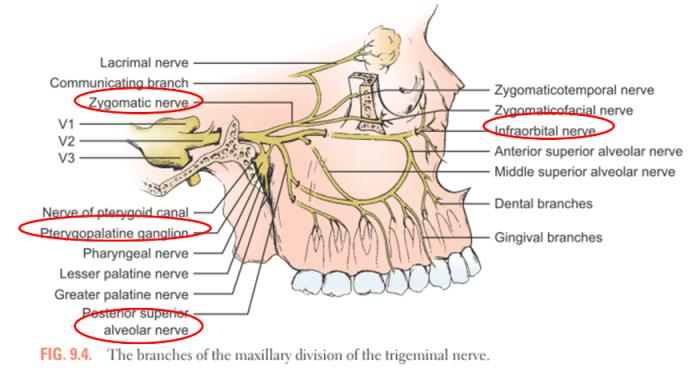 Lacrimal nerve
Communicating branch
Zygomatic nerve
V1
V2
V3
Nerve of pterygoid canal
Pterygopalatine ganglion
Pharyngeal nerve
Lesser palatine nerve
Greater palatine nerve
Posterior superior
alveolar nerve
Zygomaticotemporal nerve
Zygomaticofacial nerve
Infraorbital nerve
Anterior superior alveolar nerve
Middle superior alveolar nerve
Dental branches
Gingival branches
FIG. 9.4. The branches of the maxillary division of the trigeminal nerve.